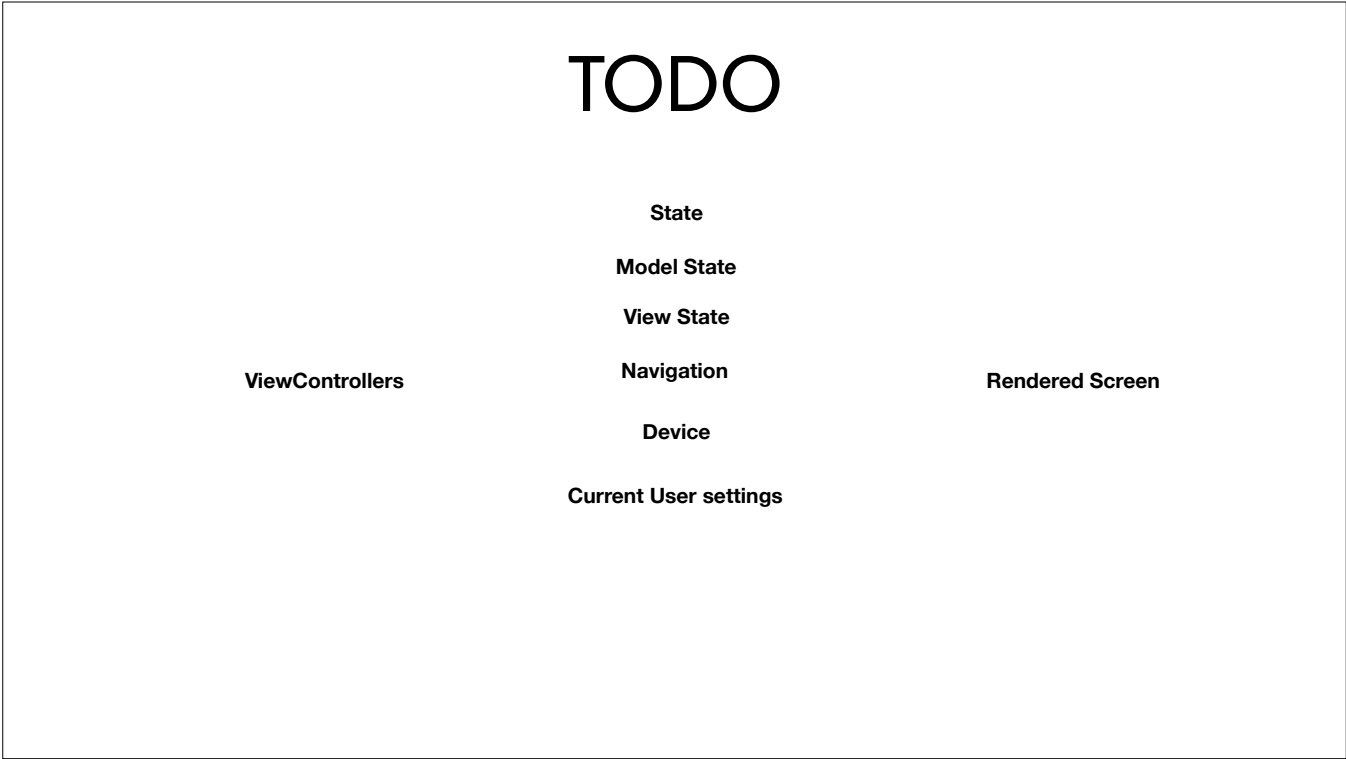 TODO
State
Model State
View State
Navigation
ViewControllers
Rendered Screen
Device
Current User settings